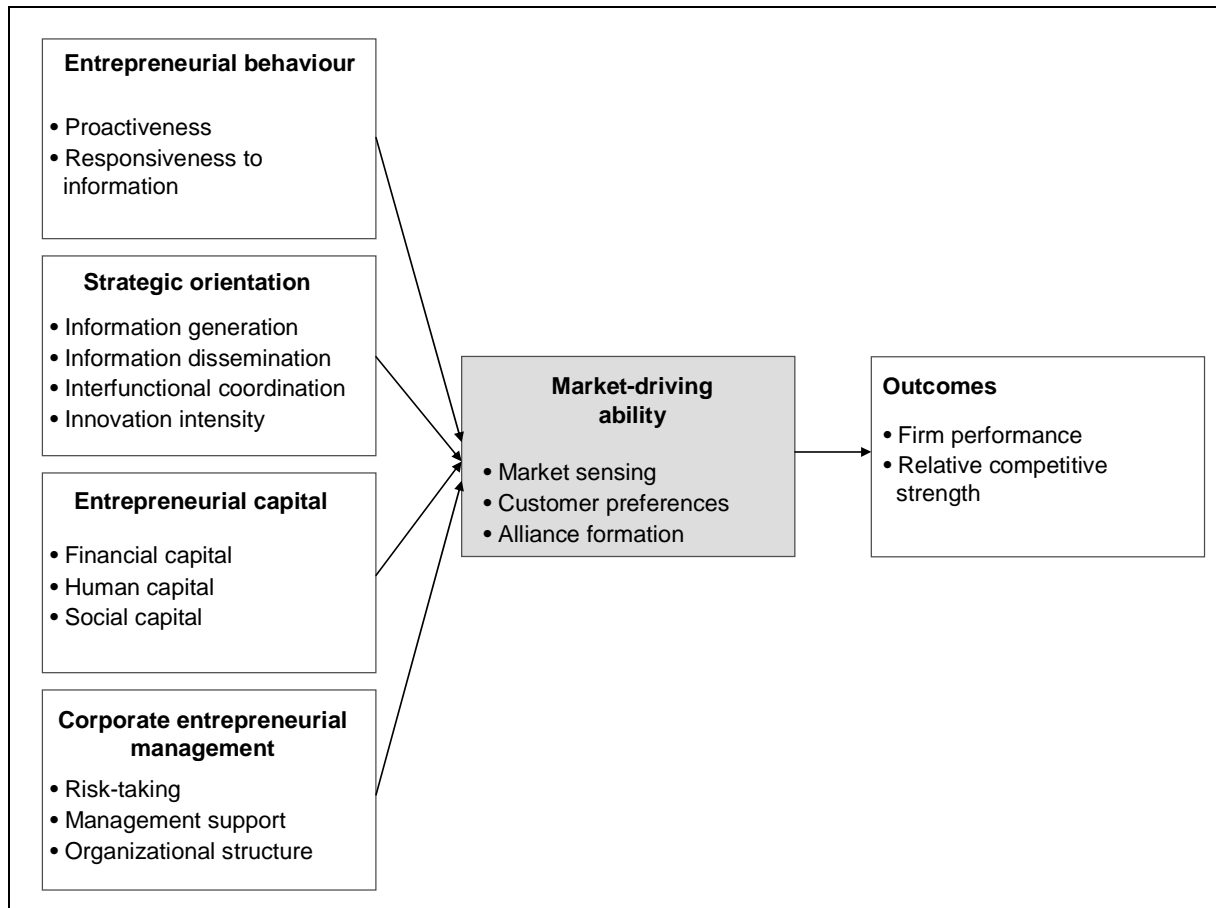 Entrepreneurial behaviour
• Proactiveness
• Responsiveness to
information
Strategic orientation
• Information generation
• Information dissemination
• Interfunctional coordination
• Innovation intensity
Entrepreneurial capital
• Financial capital
• Human capital
• Social capital
Corporate entrepreneurial
management
• Risk-taking
• Management support
• Organizational structure
Market-driving
ability
• Market sensing
• Customer preferences
• Alliance formation
Outcomes
• Firm performance
• Relative competitive
strength